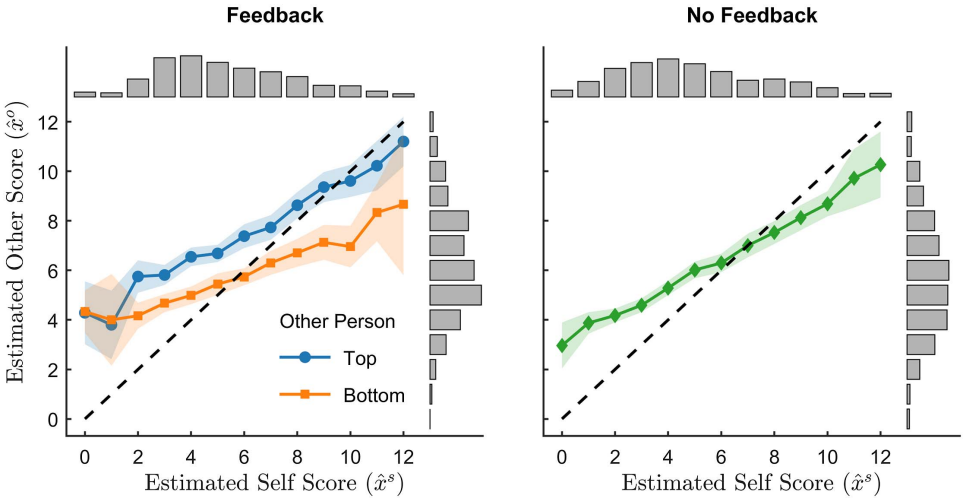 Feedback
No Feedback
Estimated Other Score (x̂ᵒ)
12
10
8
6
4
2
0
Other Person
Top
Bottom
0 2 4 6 8 10 12
0 2 4 6 8 10 12
Estimated Self Score (x̂ˢ)
Estimated Self Score (x̂ˢ)